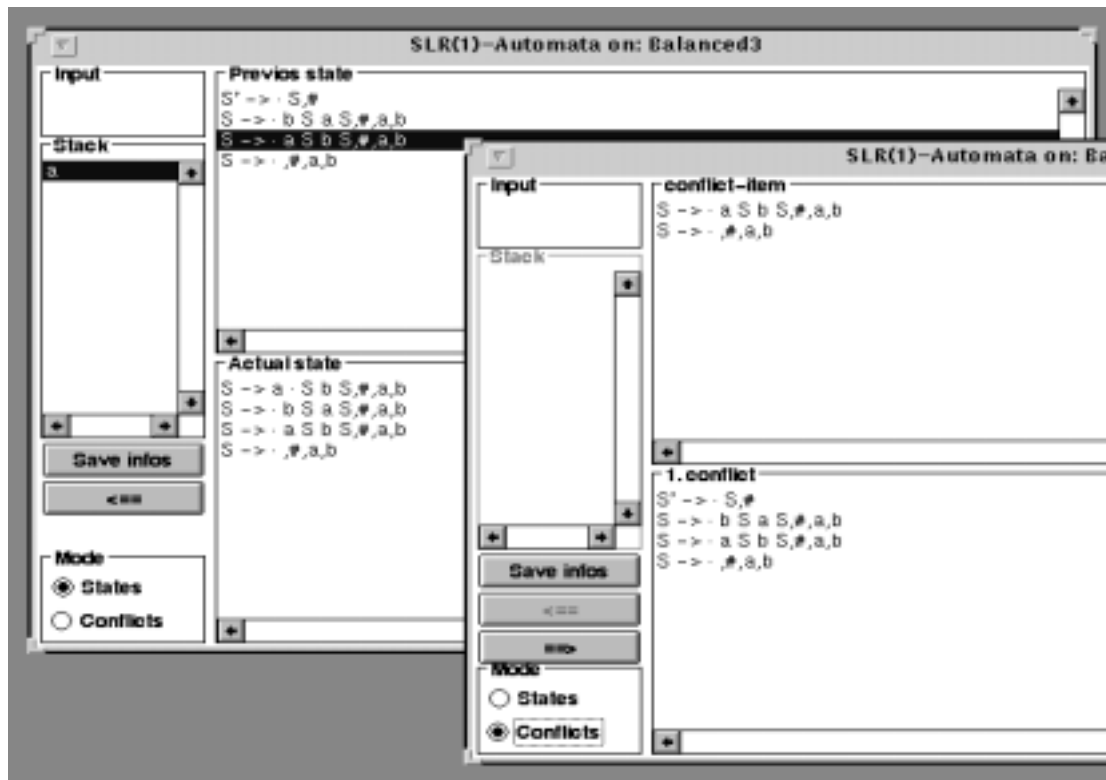 SLR(1)-Automata on: Balanced3
Input
Stack
a
Save infos
<==
Mode
States
Conflicts
Previos state
S' -> · S,#
S -> · b S a S,#,a,b
S -> · a S b S,#,a,b
S -> · ,#,a,b
Actual state
S -> a · S b S,#,a,b
S -> · b S a S,#,a,b
S -> · a S b S,#,a,b
S -> · ,#,a,b
SLR(1)-Automata on: Ba
Input
Stack
Save infos
<==
==>
Mode
States
Conflicts
conflict-item
S -> · a S b S,#,a,b
S -> · ,#,a,b
1.conflict
S' -> · S,#
S -> · b S a S,#,a,b
S -> · a S b S,#,a,b
S -> · ,#,a,b